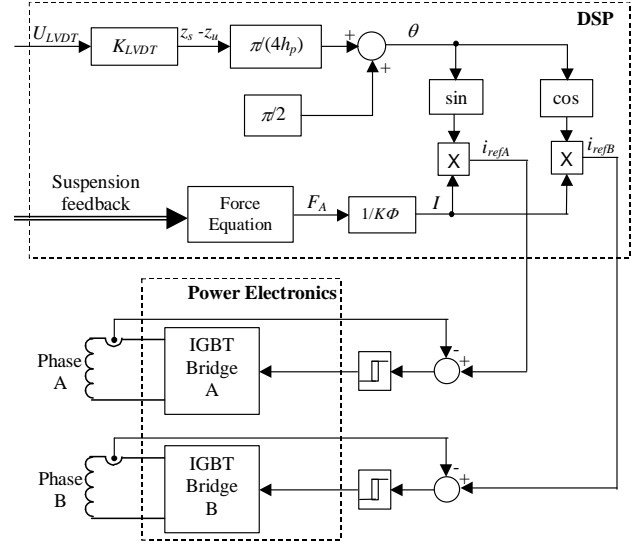 DSP
U_LVDT
K_LVDT
z_s -z_u
π/(4h_p)
+
+
θ
π/2
sin
cos
X
i_refA
X
i_refB
Suspension
feedback
Force
Equation
F_A
1/KΦ
I
Power Electronics
Phase
A
IGBT
Bridge
A
-
+
Phase
B
IGBT
Bridge
B
-
+